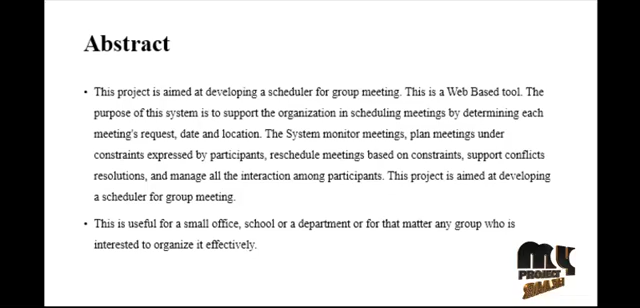 Abstract
• This project is aimed at developing a scheduler for group meeting. This is a Web Based tool. The
purpose of this system is to support the organization in scheduling meetings by determining each
meeting's request, date and location. The System monitor meetings, plan meetings under
constraints expressed by participants, reschedule meetings based on constraints, support conflicts
resolutions, and manage all the interaction among participants. This project is aimed at developing
a scheduler for group meeting.
• This is useful for a small office, school or a department or for that matter any group who is
interested to organize it effectively.
my
PROJECT